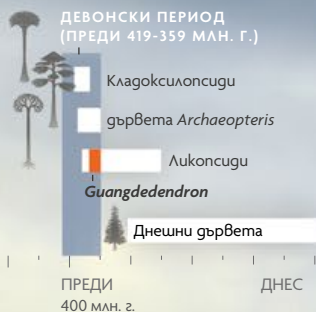 ДЕВОНСКИ ПЕРИОД
(ПРЕДИ 419-359 МЛН. Г.)
Кладоксилопсиди
дървета Archaeopteris
Ликопсиди
Guangdedendron
Днешни дървета
ПРЕДИ
400 млн. г.
ДНЕС